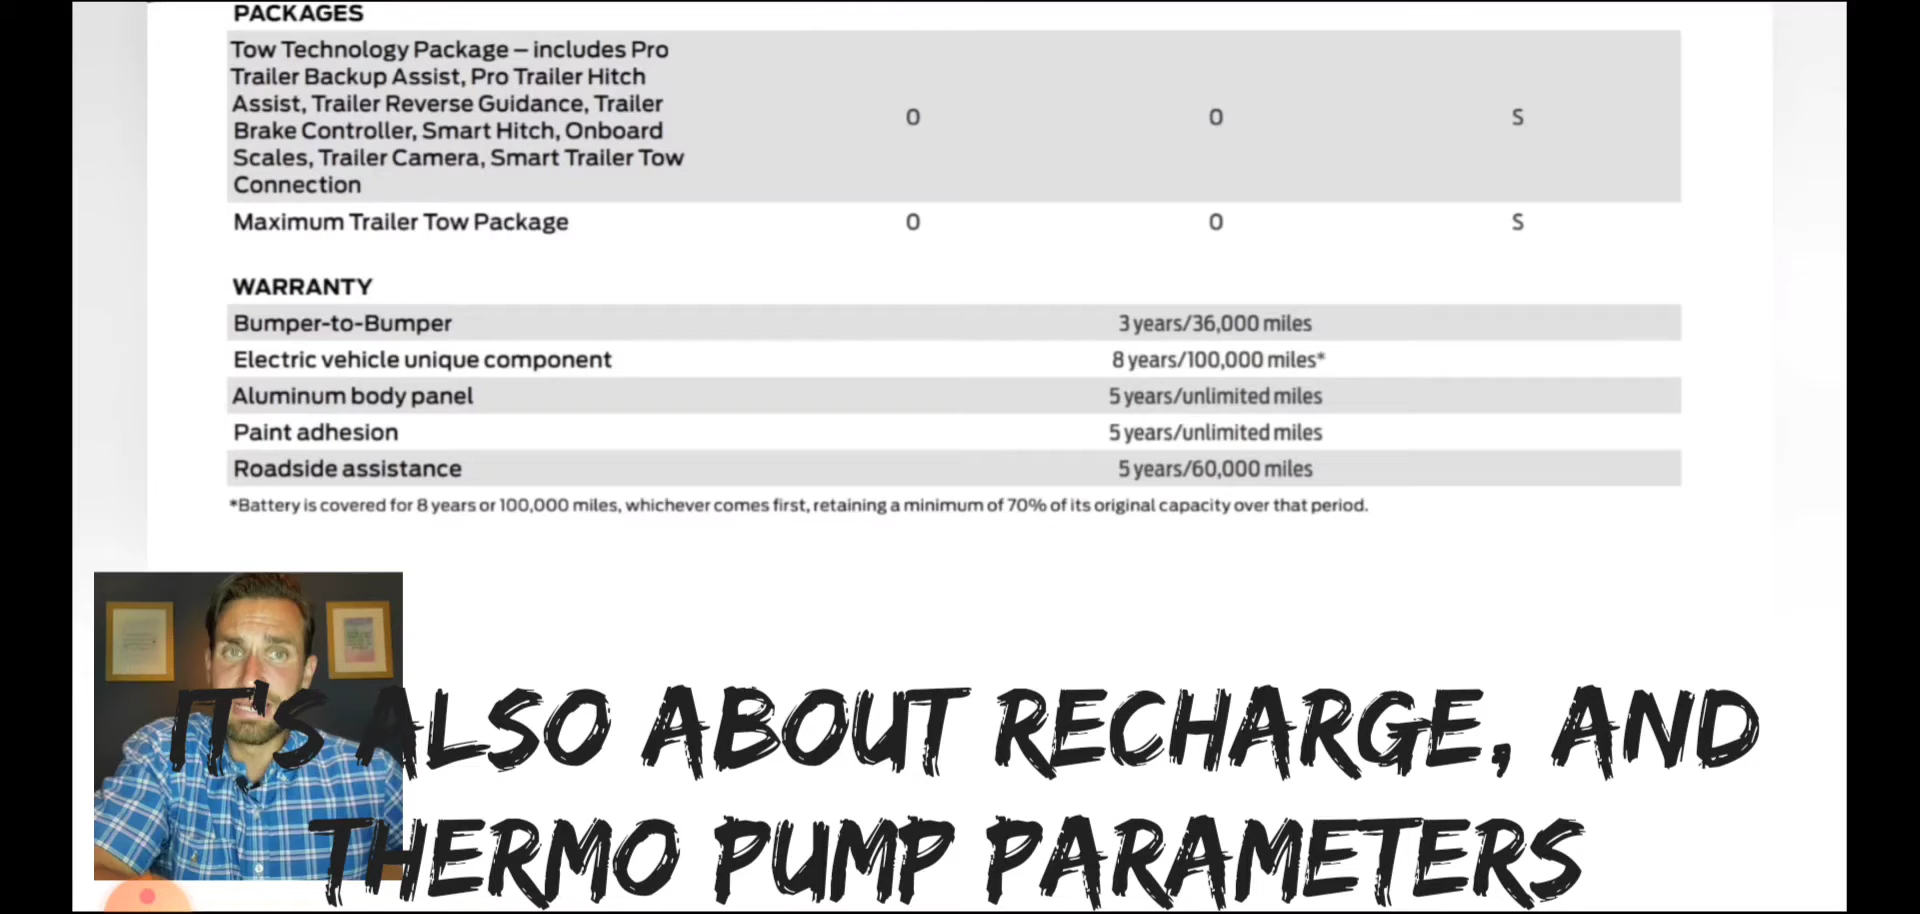 PACKAGES
Tow Technology Package – includes Pro
Trailer Backup Assist, Pro Trailer Hitch
Assist, Trailer Reverse Guidance, Trailer
Brake Controller, Smart Hitch, Onboard
Scales, Trailer Camera, Smart Trailer Tow
Connection
O O S
Maximum Trailer Tow Package O O S
WARRANTY
Bumper-to-Bumper 3 years/36,000 miles
Electric vehicle unique component 8 years/100,000 miles*
Aluminum body panel 5 years/unlimited miles
Paint adhesion 5 years/unlimited miles
Roadside assistance 5 years/60,000 miles
*Battery is covered for 8 years or 100,000 miles, whichever comes first, retaining a minimum of 70% of its original capacity over that period.
IT'S ALSO ABOUT RECHARGE, AND
THERMO PUMP PARAMETERS